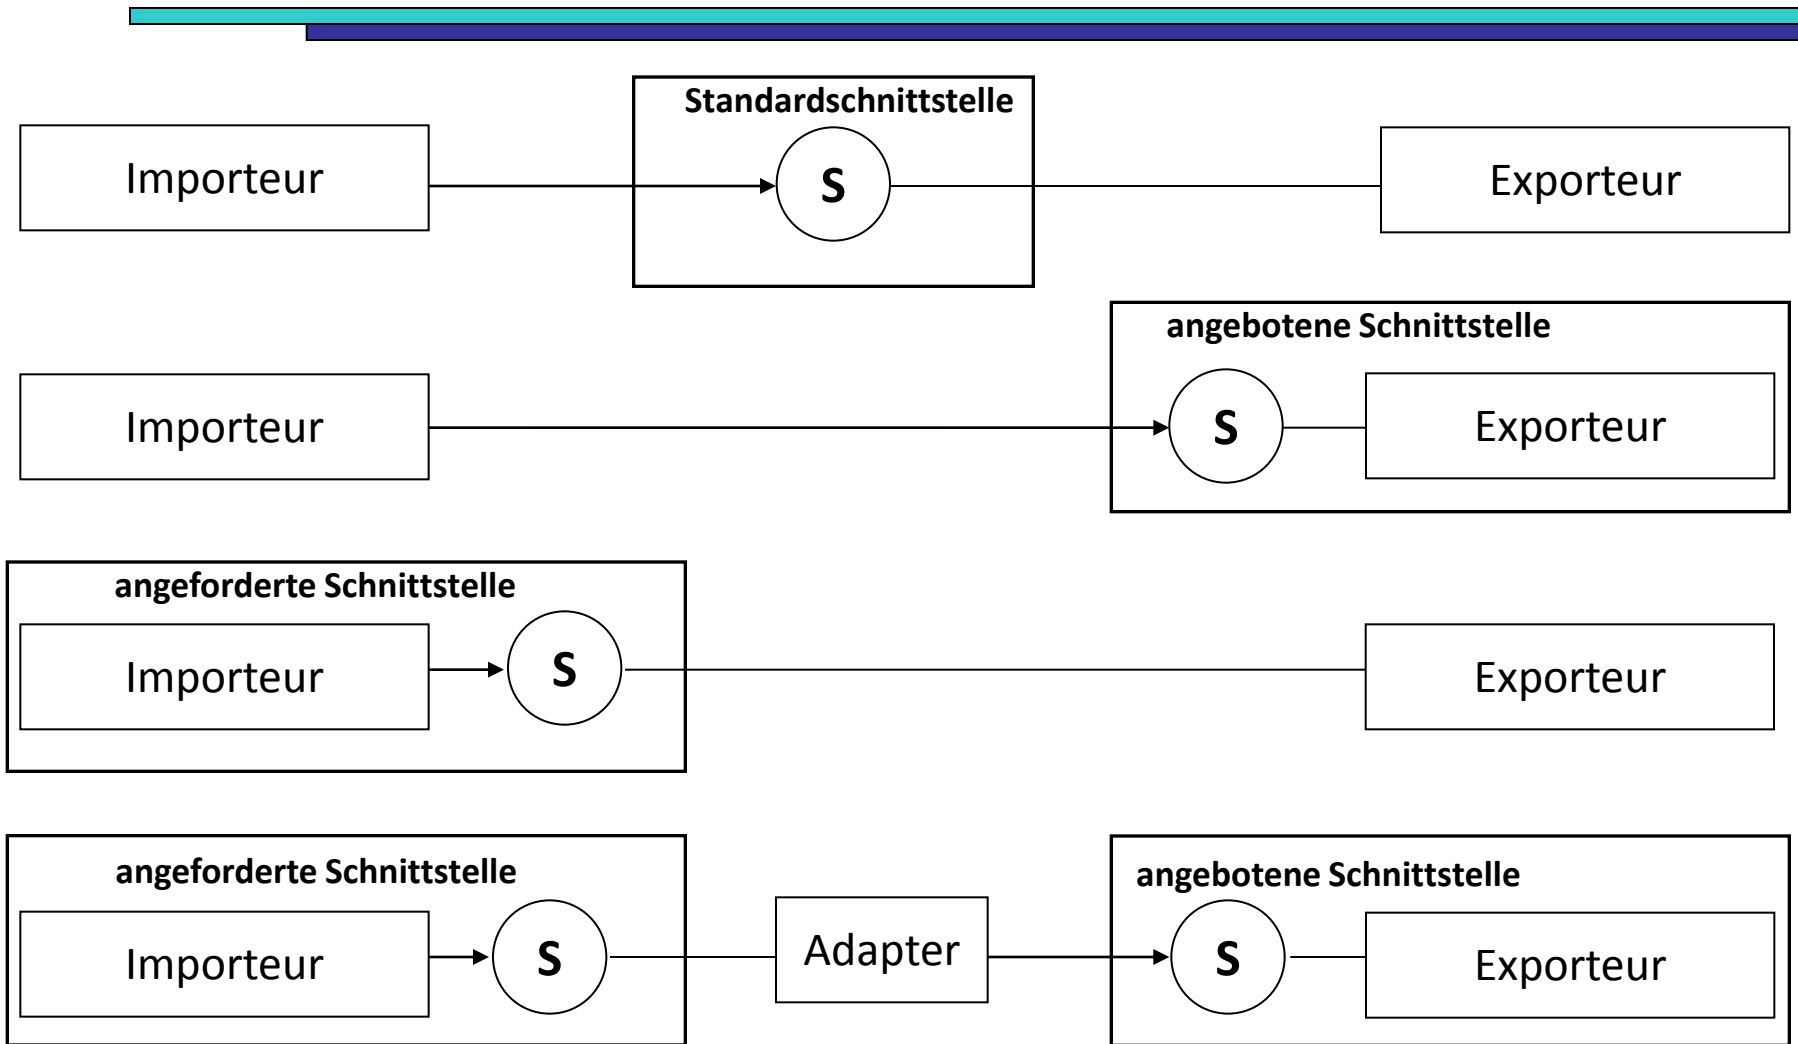 Standardschnittstelle
Importeur
S
Exporteur
angebotene Schnittstelle
Importeur
S
Exporteur
angeforderte Schnittstelle
Importeur
S
Exporteur
angeforderte Schnittstelle
angebotene Schnittstelle
Importeur
S
Adapter
S
Exporteur